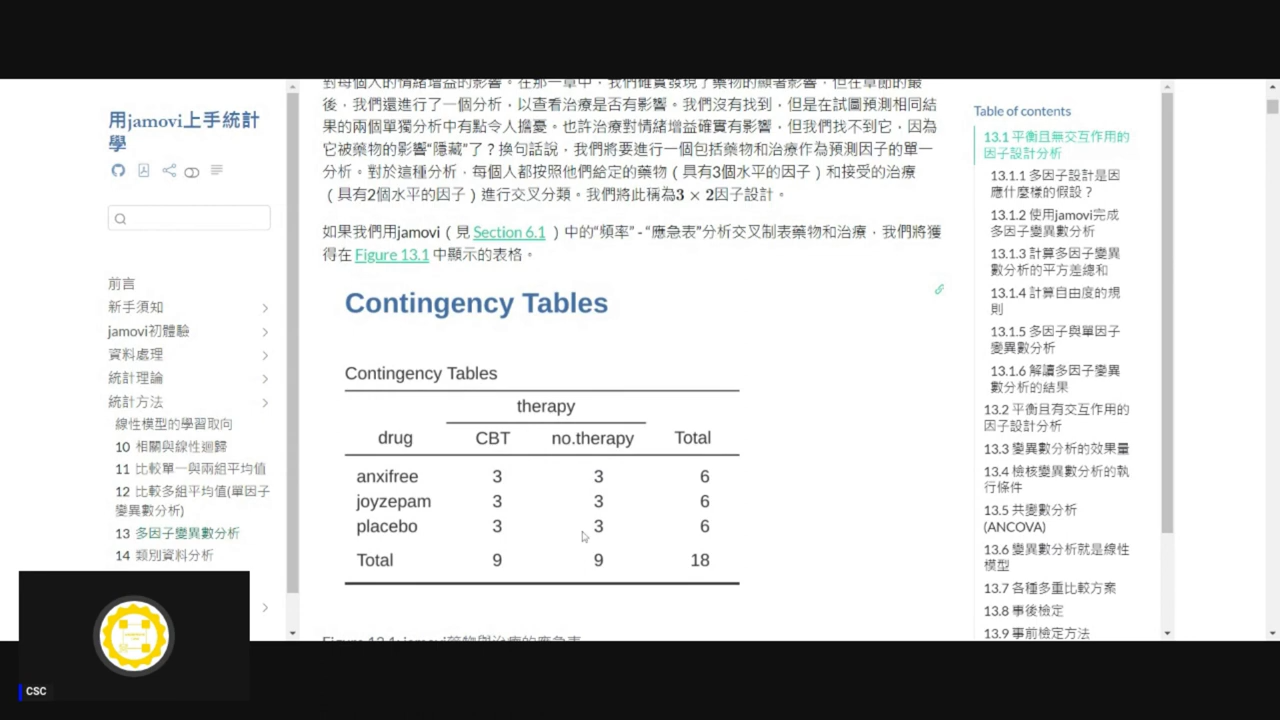 用jamovi上手統計
學
前言
新手須知
jamovi初體驗
資料處理
統計理論
統計方法
線性模型的學習取向
10 相關與線性迴歸
11 比較單一與兩組平均值
12 比較多組平均值(單因子
變異數分析)
13 多因子變異數分析
14 類別資料分析
對每個人的情緒增益的影響。在那一章中，我們確實發現了藥物的顯著影響，但在章節的最
後，我們還進行了一個分析，以查看治療是否有影響。我們沒有找到，但是在試圖預測相同結
果的兩個單獨分析中有點令人擔憂。也許治療對情緒增益確實有影響，但我們找不到它，因為
它被藥物的影響“隱藏”了？換句話說，我們將要進行一個包括藥物和治療作為預測因子的單一
分析。對於這種分析，每個人都按照他們給定的藥物（具有3個水平的因子）和接受的治療
（具有2個水平的因子）進行交叉分類。我們將此稱為3 × 2因子設計。
如果我們用jamovi（見 Section 6.1 ）中的“頻率” - “應急表”分析交叉制表藥物和治療，我們將獲
得在 Figure 13.1 中顯示的表格。
Contingency Tables
Contingency Tables
therapy
drug CBT no.therapy Total
anxifree 3 3 6
joyzepam 3 3 6
placebo 3 3 6
Total 9 9 18
Figure 13.1: jamovi藥物與治療的應急表
Table of contents
13.1 平衡且無交互作用的
因子設計分析
13.1.1 多因子設計是因
應什麼樣的假設？
13.1.2 使用jamovi完成
多因子變異數分析
13.1.3 計算多因子變異
數分析的平方差總和
13.1.4 計算自由度的規
則
13.1.5 多因子與單因子
變異數分析
13.1.6 解讀多因子變異
數分析的結果
13.2 平衡且有交互作用的
因子設計分析
13.3 變異數分析的效果量
13.4 檢核變異數分析的執
行條件
13.5 共變數分析
(ANCOVA)
13.6 變異數分析就是線性
模型
13.7 各種多重比較方案
13.8 事後檢定
13.9 事前檢定方法
CSC